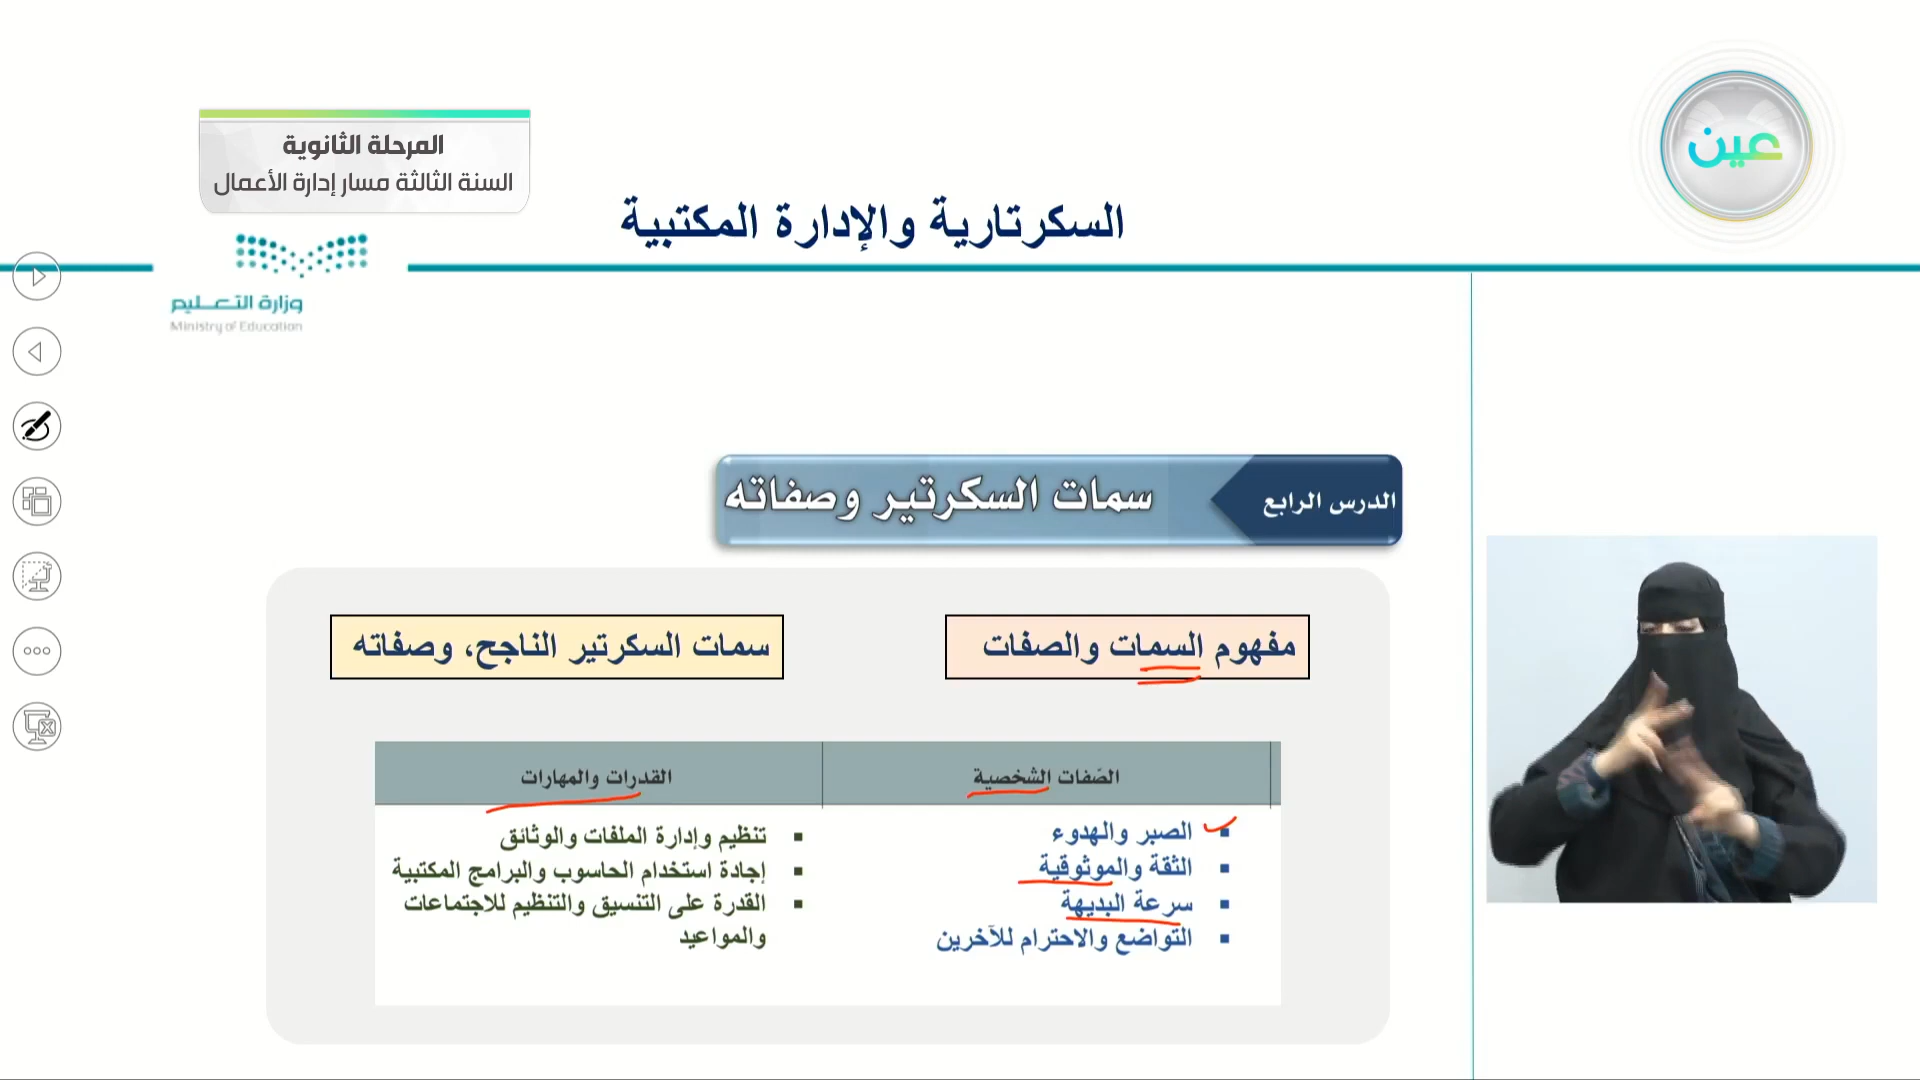 عين
المرحلة الثانوية
السنة الثالثة مسار إدارة الأعمال
السكرتارية والإدارة المكتبية
وزارة التعليم
Ministry of Education
الدرس الرابع
سمات السكرتير وصفاته
مفهوم السمات والصفات
سمات السكرتير الناجح، وصفاته
الصّفات الشخصية
الصبر والهدوء
الثقة والموثوقية
سرعة البديهة
التواضع والاحترام للآخرين
القدرات والمهارات
تنظيم وإدارة الملفات والوثائق
إجادة استخدام الحاسوب والبرامج المكتبية
القدرة على التنسيق والتنظيم للاجتماعات
والمواعيد